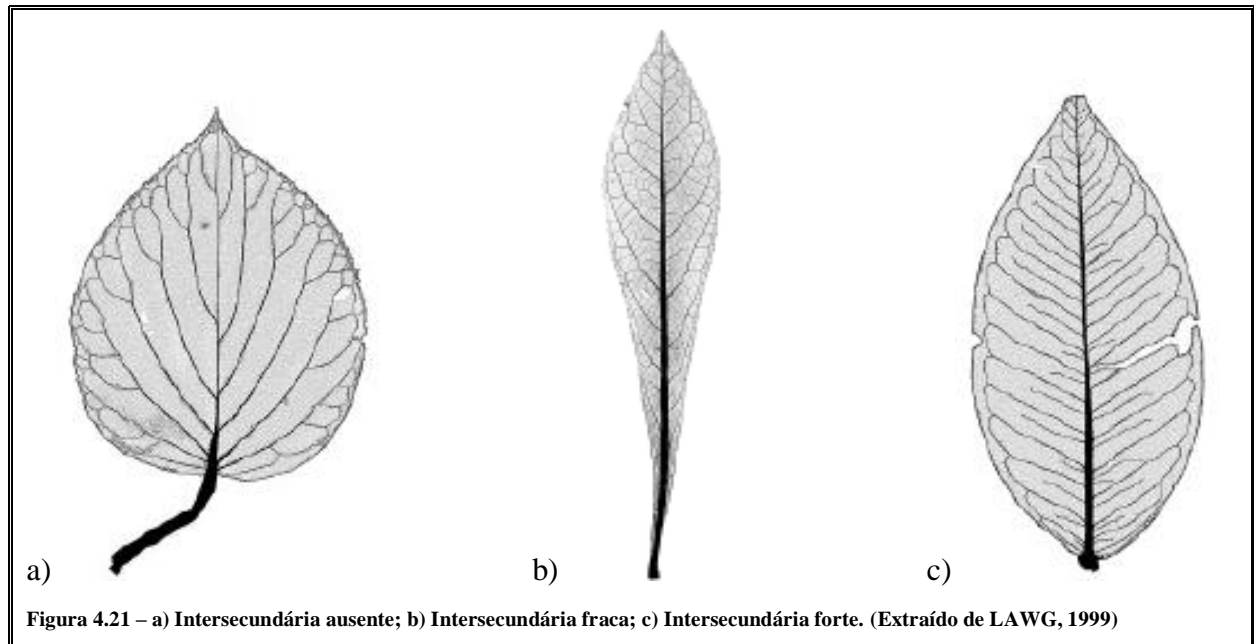 a) b) c)
Figura 4.21 – a) Intersecundária ausente; b) Intersecundária fraca; c) Intersecundária forte. (Extraído de LAWG, 1999)